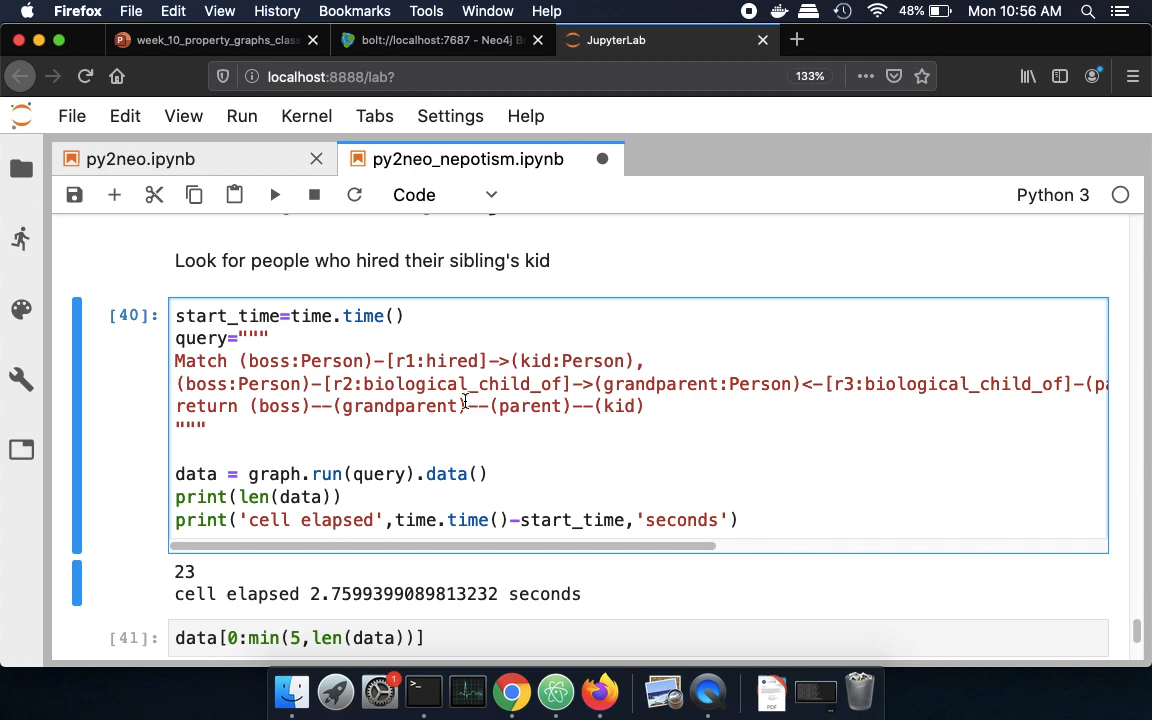 Firefox File Edit View History Bookmarks Tools Window Help 48% Mon 10:56 AM
week_10_property_graphs_clas
bolt://localhost:7687 - Neo4j B
JupyterLab
localhost:8888/lab?
133%
File Edit View Run Kernel Tabs Settings Help
py2neo.ipynb
py2neo_nepotism.ipynb
Code
Python 3
Look for people who hired their sibling's kid
[40]:
start_time=time.time()
query="""
Match (boss:Person)-[r1:hired]->(kid:Person),
(boss:Person)-[r2:biological_child_of]->(grandparent:Person)<-[r3:biological_child_of]-(pa
return (boss)--(grandparent)--(parent)--(kid)
"""
data = graph.run(query).data()
print(len(data))
print('cell elapsed',time.time()-start_time,'seconds')
23
cell elapsed 2.7599399089813232 seconds
[41]:
data[0:min(5,len(data))]
1
PDF